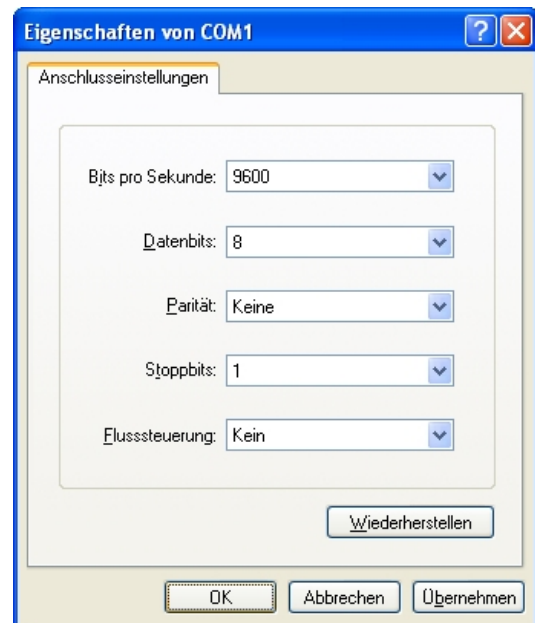 Eigenschaften von COM1
?
Anschlusseinstellungen
Bits pro Sekunde: 9600
Datenbits: 8
Parität: Keine
Stoppbits: 1
Flusssteuerung: Kein
Wiederherstellen
OK Abbrechen Übernehmen